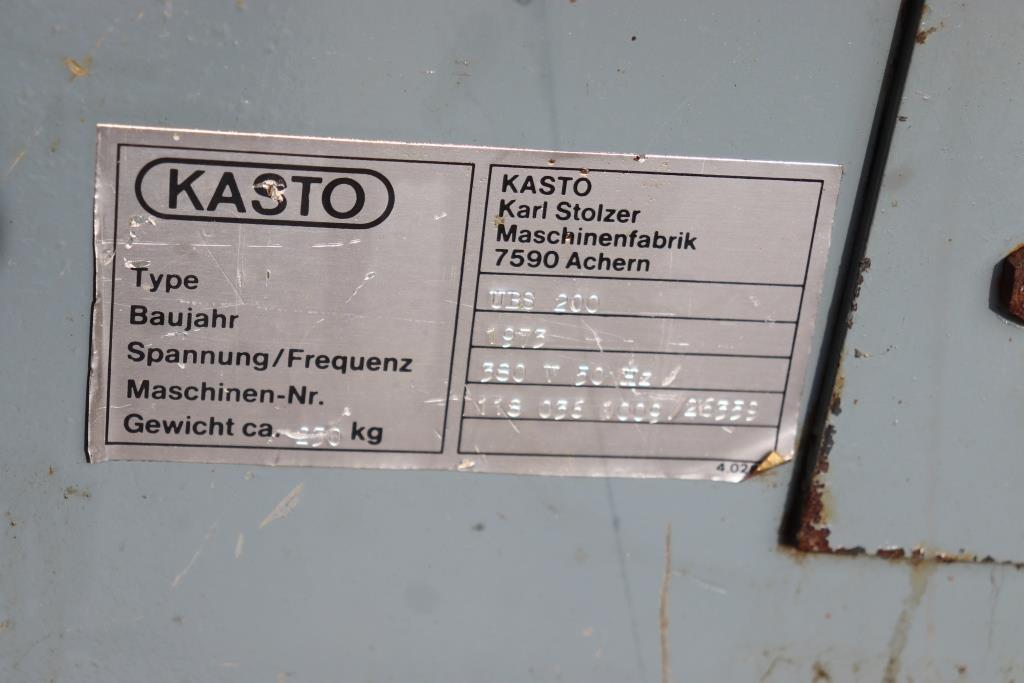 KASTO
KASTO
Karl Stolzer
Maschinenfabrik
7590 Achern
Type UBS 200
Baujahr 1973
Spannung/Frequenz 380 V 50 Hz
Maschinen-Nr.
Gewicht ca. kg